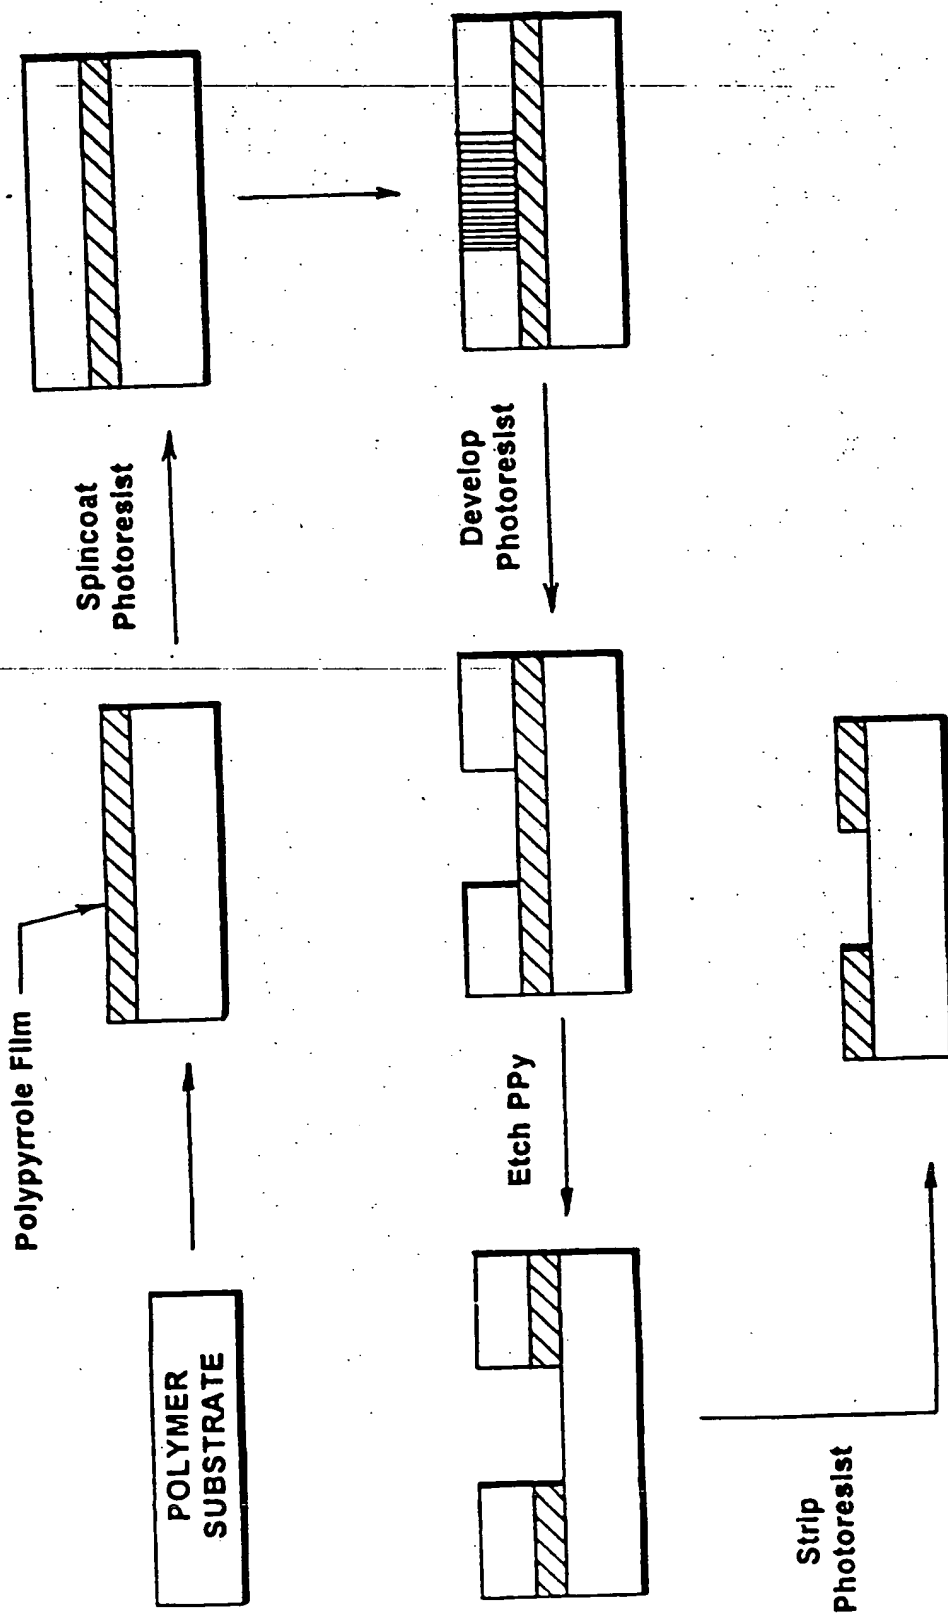 Polypyrrole Film
POLYMER
SUBSTRATE
Spincoat
Photoresist
Develop
Photoresist
Etch PPy
Strip
Photoresist